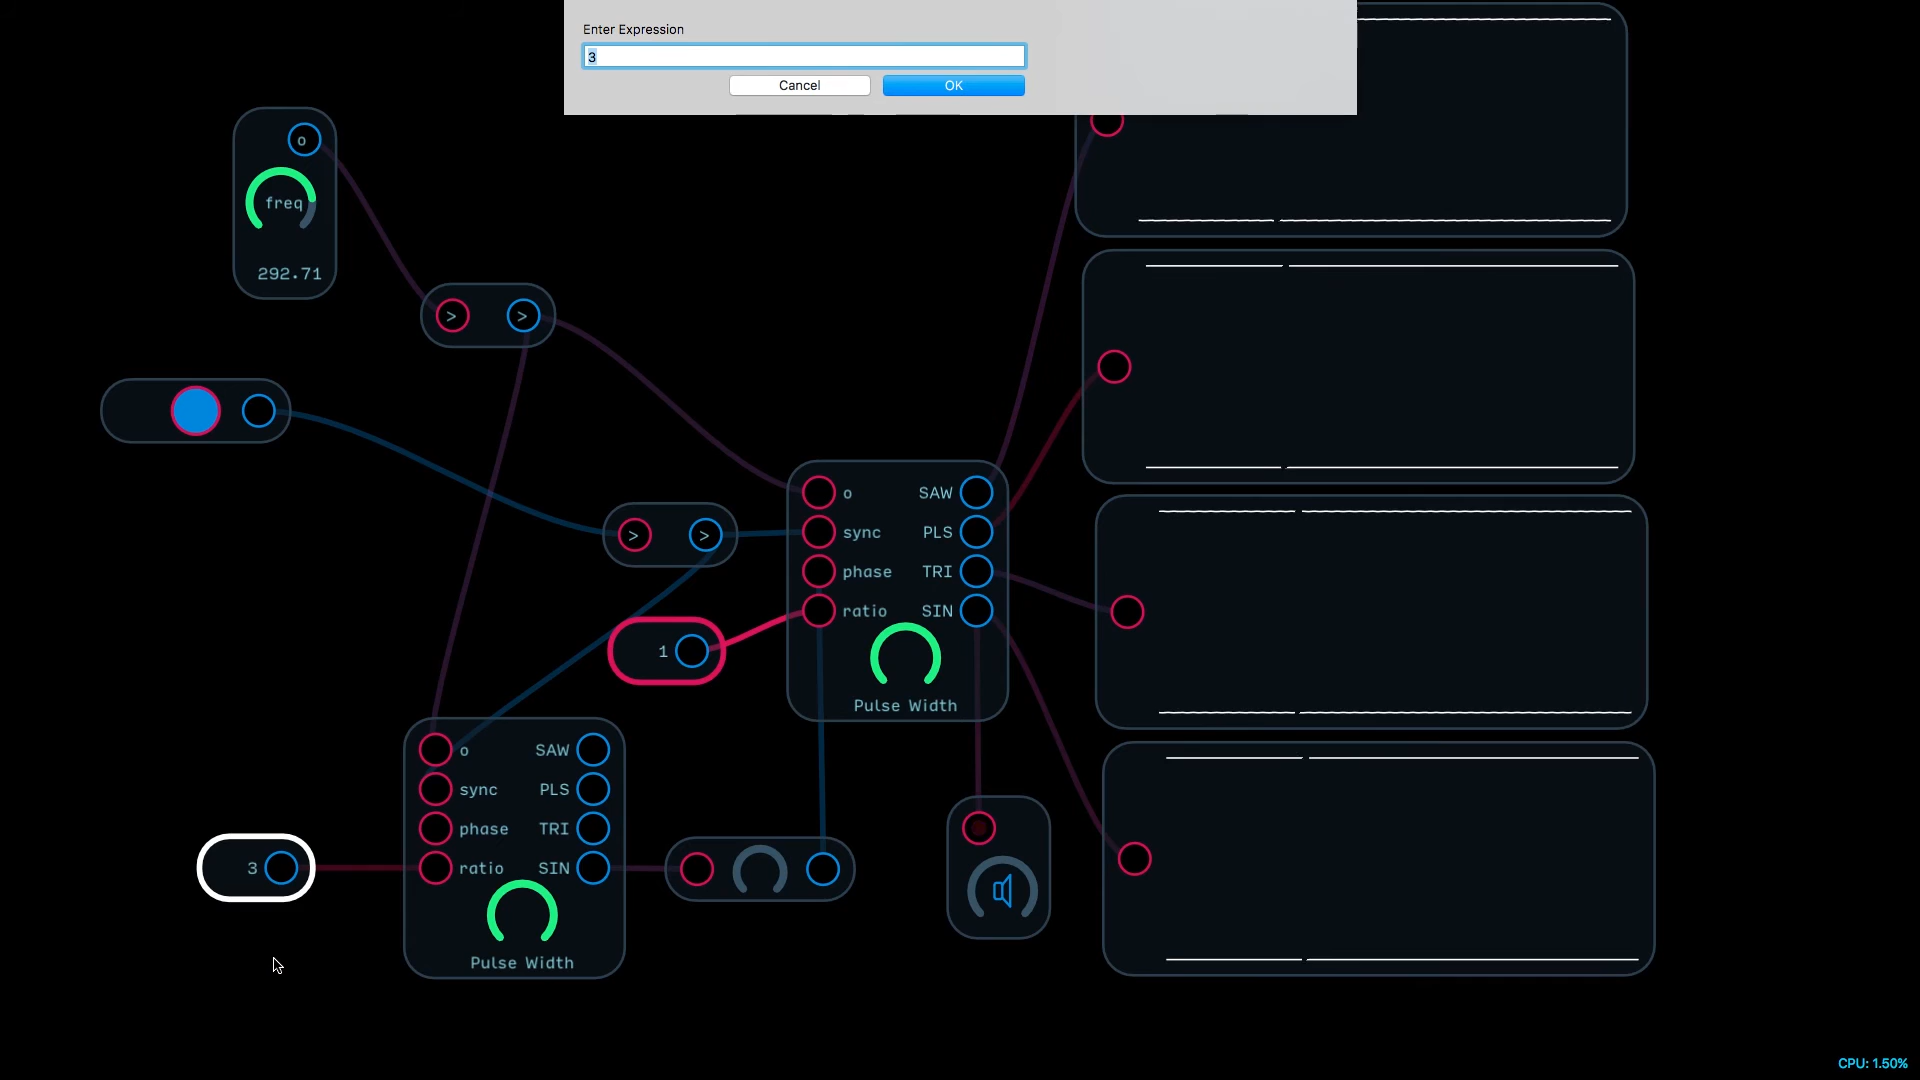 Enter Expression
3
Cancel OK
o
freq
292.71
> >
> >
o SAW
sync PLS
phase TRI
ratio SIN
Pulse Width
1
o SAW
sync PLS
phase TRI
ratio SIN
Pulse Width
3
CPU: 1.50%